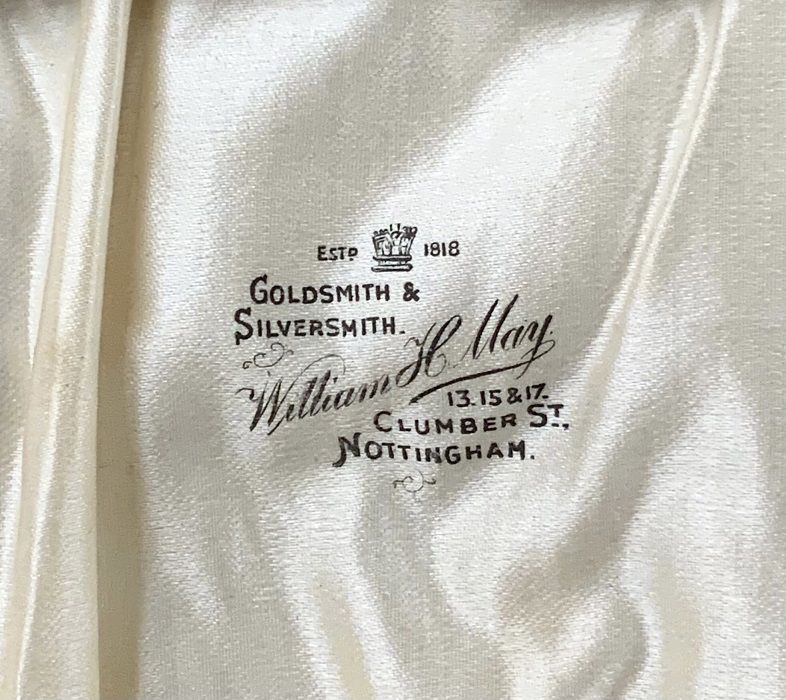 ESTD 1818
GOLDSMITH &
SILVERSMITH.
William H May.
13.15 & 17.
CLUMBER ST.,
NOTTINGHAM.